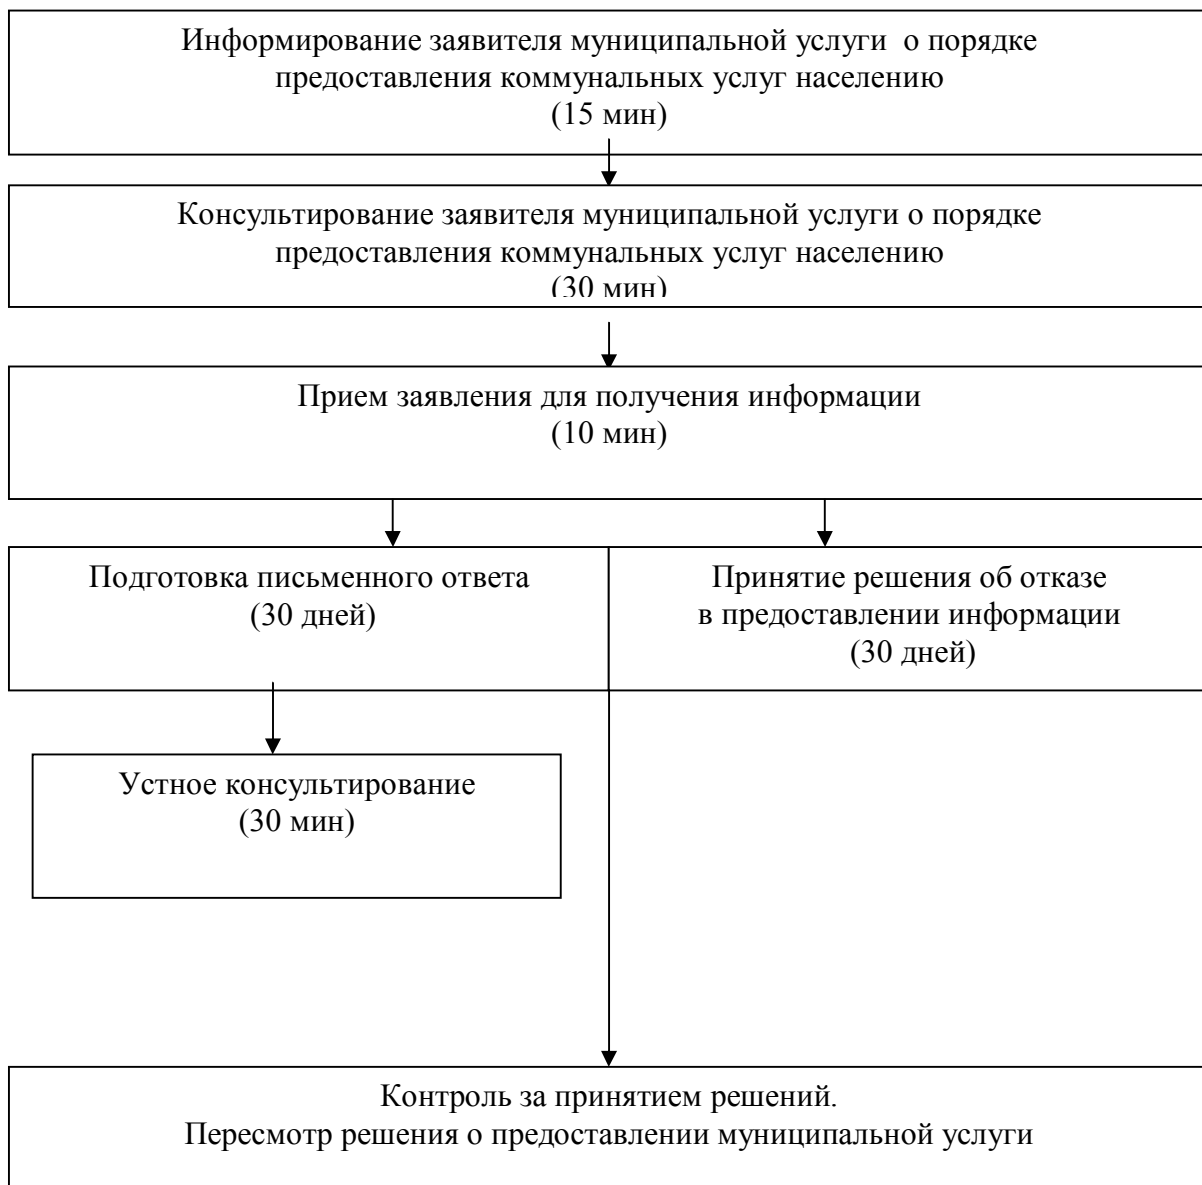 Информирование заявителя муниципальной услуги о порядке
предоставления коммунальных услуг населению
(15 мин)
Консультирование заявителя муниципальной услуги о порядке
предоставления коммунальных услуг населению
(30 мин)
Прием заявления для получения информации
(10 мин)
Подготовка письменного ответа
(30 дней)
Принятие решения об отказе
в предоставлении информации
(30 дней)
Устное консультирование
(30 мин)
Контроль за принятием решений.
Пересмотр решения о предоставлении муниципальной услуги